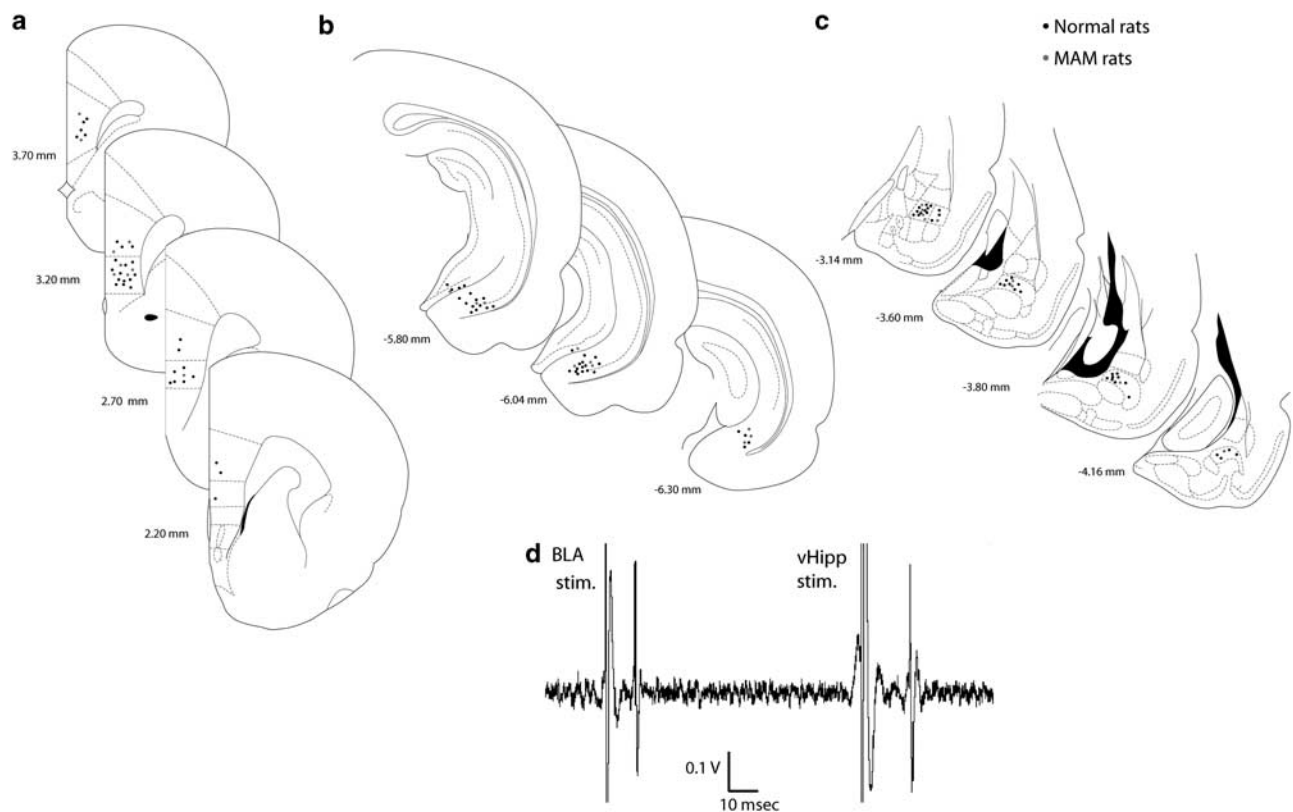 a
b
c
• Normal rats
• MAM rats
3.70 mm
3.20 mm
2.70 mm
2.20 mm
-5.80 mm
-6.04 mm
-6.30 mm
-3.14 mm
-3.60 mm
-3.80 mm
-4.16 mm
d
BLA
stim.
vHipp
stim.
0.1 V
10 msec